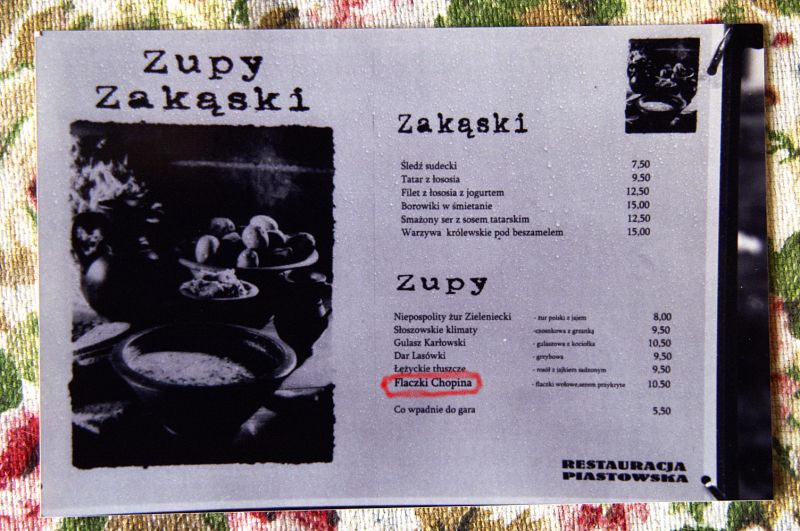 Zupy
Zakąski
Zakąski
Śledź sudecki 7,50
Tatar z łososia 9,50
Filet z łososia z jogurtem 12,50
Borowiki w śmietanie 15,00
Smażony ser z sosem tatarskim 12,50
Warzywa królewskie pod beszamelem 15,00
Zupy
Niepospolity żur Zieleniecki - żur polski z jajem 8,00
Słoszowskie klimaty -czosnkowa z grzanką 9,50
Gulasz Karłowski - gulaszowa z kociołka 10,50
Dar Lasówki - grzybowa 9,50
Łężyckie tłuszcze - rosół z jajkiem sadzonym 9,50
Flaczki Chopina - flaczki wołowe,serem przykryte 10.50
Co wpadnie do gara 5,50
RESTAURACJA
PIASTOWSKA